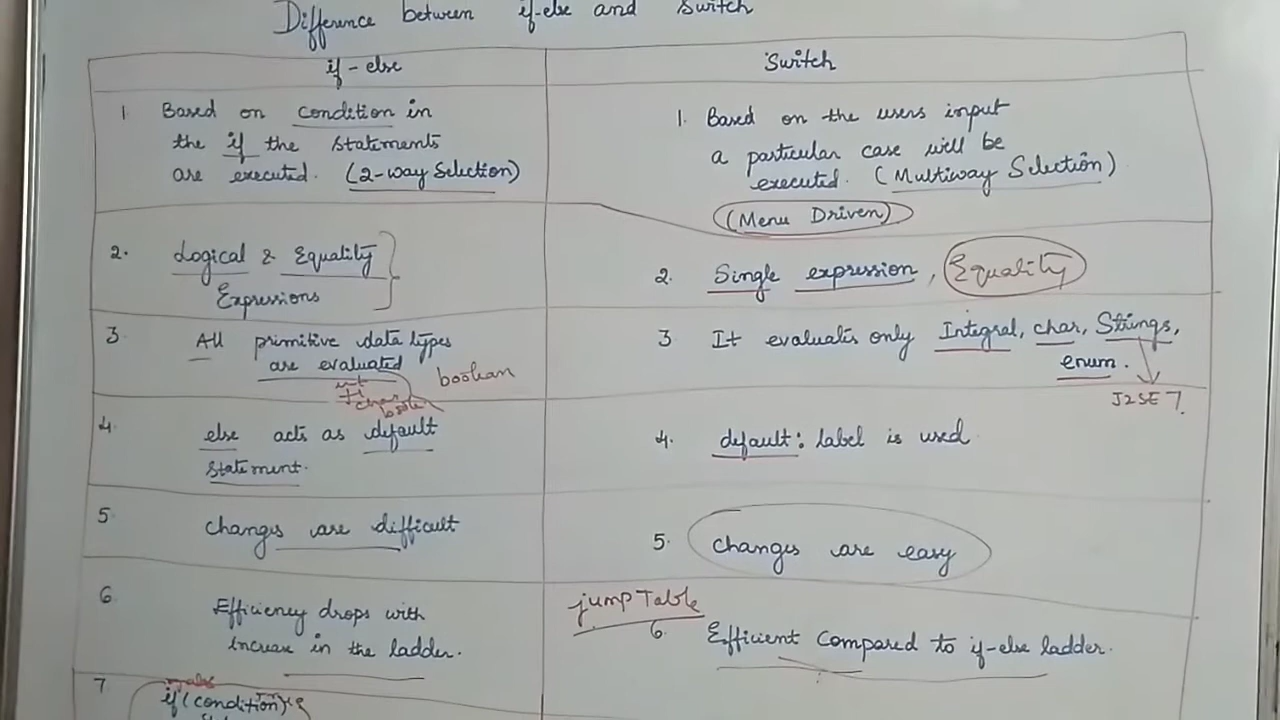 Difference between if-else and Switch
if - else
Switch
1 Based on condition in
the if the statements
are executed. (2-way Selection)
1. Based on the users input
a particular case will be
executed. (Multiway Selection)
(Menu Driven)
2. Logical & Equality
Expressions
2. Single expression, Equality
3 All primitive data types
are evaluated
boolean
int
char
3 It evaluates only Integral, char, Strings,
enum.
J2SE 7.
4. else acts as default
statement.
4. default: label is used
5 changes are difficult
5. changes are easy
6 Efficiency drops with
increase in the ladder.
jump Table
6. Efficient compared to if-else ladder.
7
if (condition)